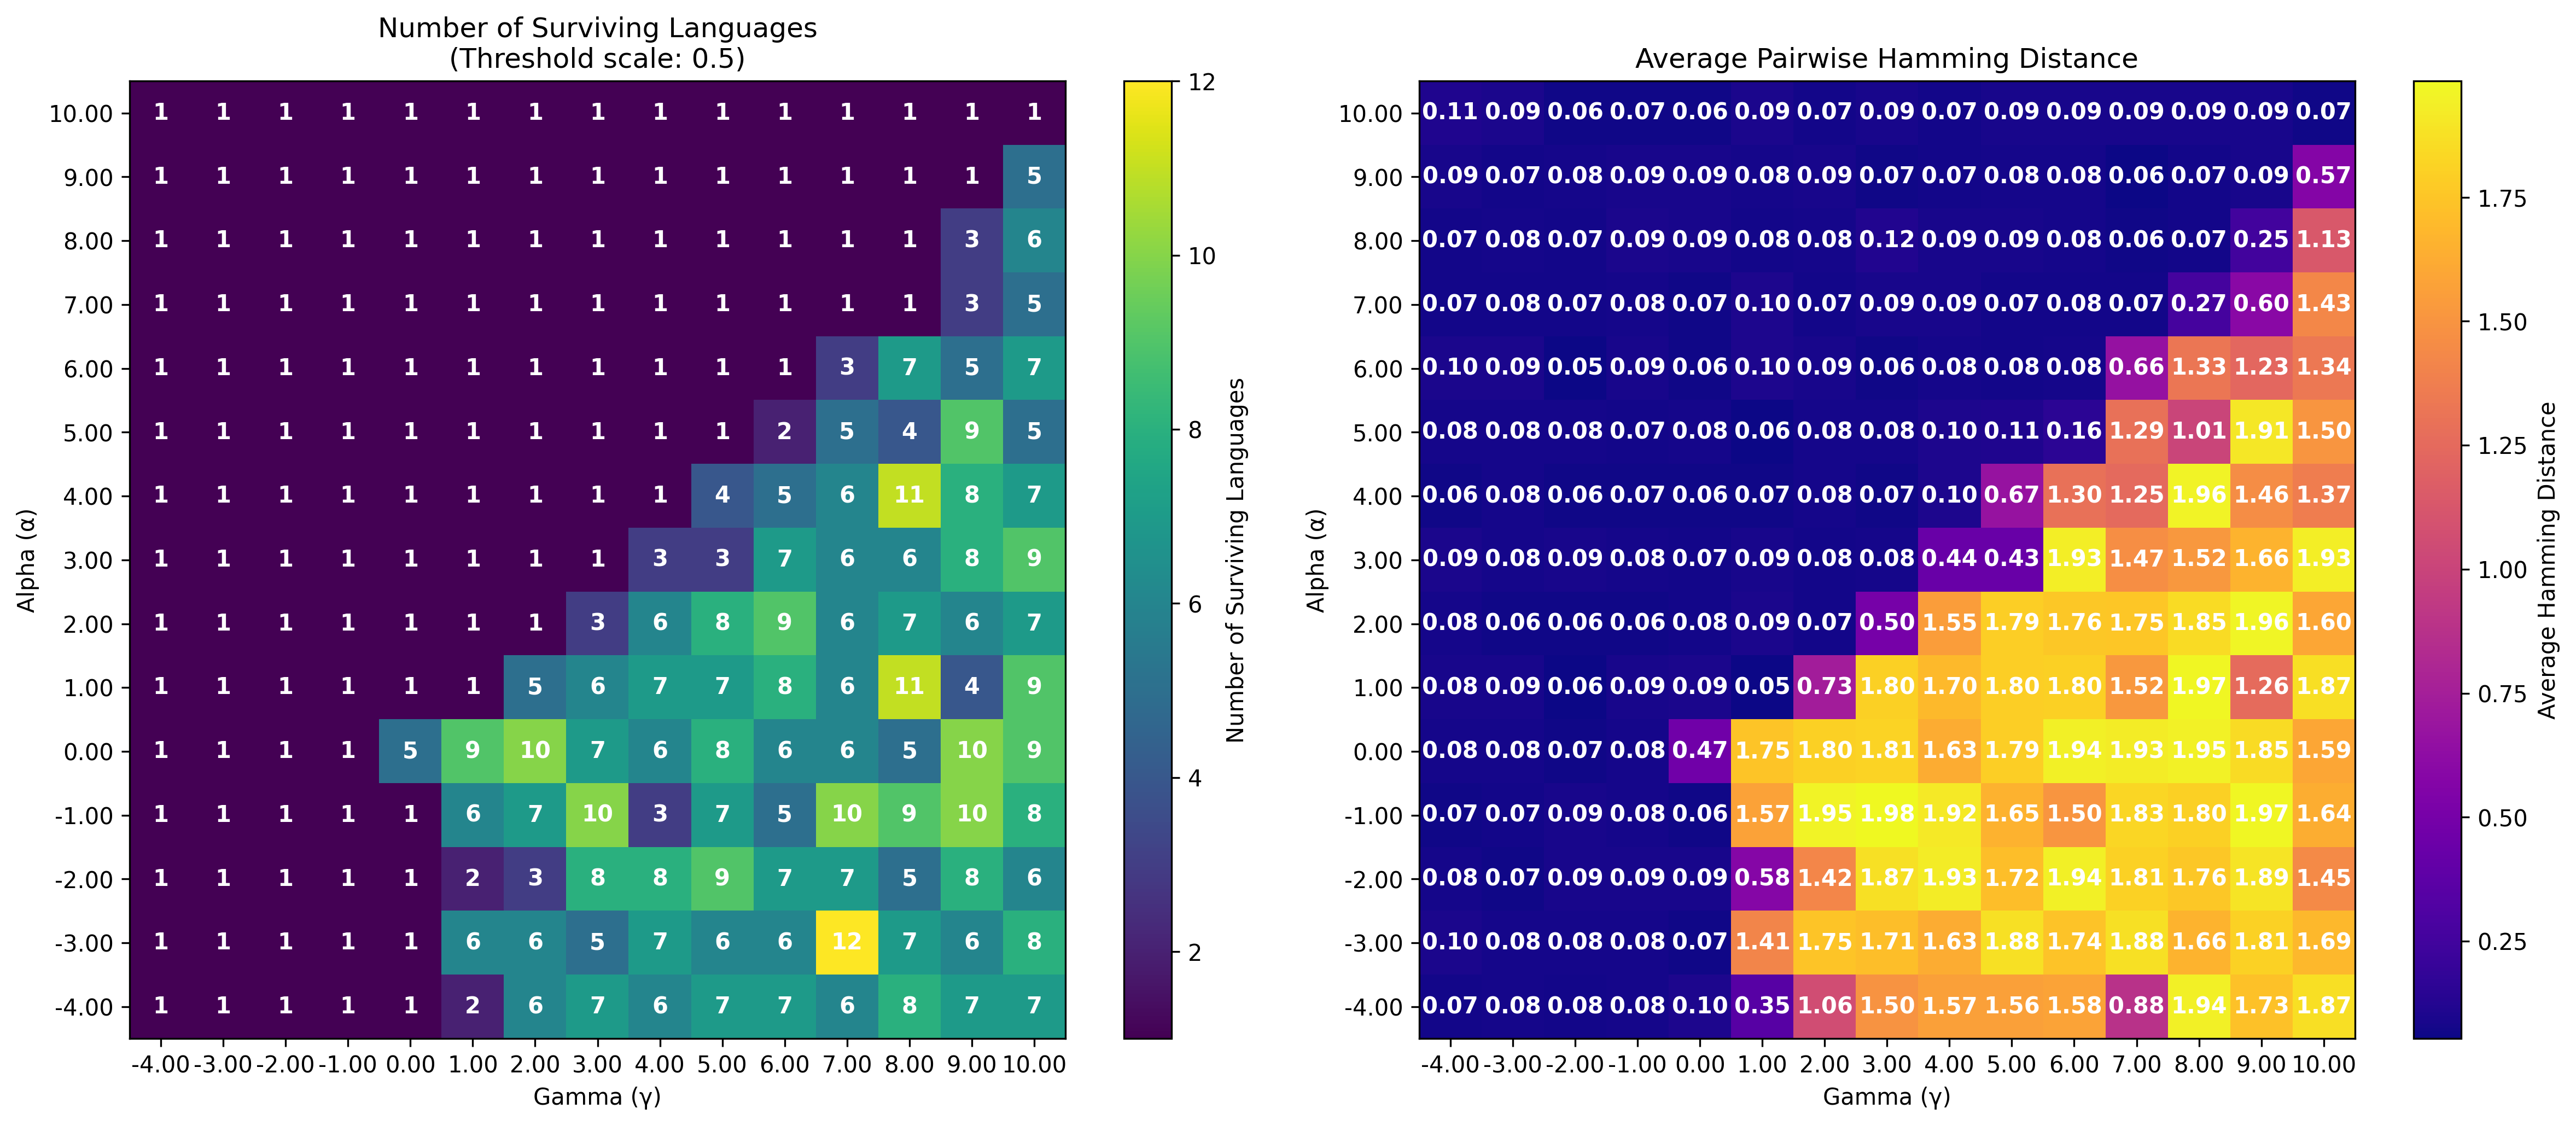 Number of Surviving Languages
(Threshold scale: 0.5)
Alpha (α)
10.00 1 1 1 1 1 1 1 1 1 1 1 1 1 1 1
9.00 1 1 1 1 1 1 1 1 1 1 1 1 1 1 5
8.00 1 1 1 1 1 1 1 1 1 1 1 1 1 3 6
7.00 1 1 1 1 1 1 1 1 1 1 1 1 1 3 5
6.00 1 1 1 1 1 1 1 1 1 1 1 3 7 5 7
5.00 1 1 1 1 1 1 1 1 1 1 2 5 4 9 5
4.00 1 1 1 1 1 1 1 1 1 4 5 6 11 8 7
3.00 1 1 1 1 1 1 1 1 3 3 7 6 6 8 9
2.00 1 1 1 1 1 1 1 3 6 8 9 6 7 6 7
1.00 1 1 1 1 1 1 5 6 7 7 8 6 11 4 9
0.00 1 1 1 1 5 9 10 7 6 8 6 6 5 10 9
-1.00 1 1 1 1 1 6 7 10 3 7 5 10 9 10 8
-2.00 1 1 1 1 1 2 3 8 8 9 7 7 5 8 6
-3.00 1 1 1 1 1 6 6 5 7 6 6 12 7 6 8
-4.00 1 1 1 1 1 2 6 7 6 7 7 6 8 7 7
-4.00 -3.00 -2.00 -1.00 0.00 1.00 2.00 3.00 4.00 5.00 6.00 7.00 8.00 9.00 10.00
Gamma (γ)
12
10
8
6
4
2
Number of Surviving Languages
Average Pairwise Hamming Distance
Alpha (α)
10.00 0.11 0.09 0.06 0.07 0.06 0.09 0.07 0.09 0.07 0.09 0.09 0.09 0.09 0.09 0.07
9.00 0.09 0.07 0.08 0.09 0.09 0.08 0.09 0.07 0.07 0.08 0.08 0.06 0.07 0.09 0.57
8.00 0.07 0.08 0.07 0.09 0.09 0.08 0.08 0.12 0.09 0.09 0.08 0.06 0.07 0.25 1.13
7.00 0.07 0.08 0.07 0.08 0.07 0.10 0.07 0.09 0.09 0.07 0.08 0.07 0.27 0.60 1.43
6.00 0.10 0.09 0.05 0.09 0.06 0.10 0.09 0.06 0.08 0.08 0.08 0.66 1.33 1.23 1.34
5.00 0.08 0.08 0.08 0.07 0.08 0.06 0.08 0.08 0.10 0.11 0.16 1.29 1.01 1.91 1.50
4.00 0.06 0.08 0.06 0.07 0.06 0.07 0.08 0.07 0.10 0.67 1.30 1.25 1.96 1.46 1.37
3.00 0.09 0.08 0.09 0.08 0.07 0.09 0.08 0.08 0.44 0.43 1.93 1.47 1.52 1.66 1.93
2.00 0.08 0.06 0.06 0.06 0.08 0.09 0.07 0.50 1.55 1.79 1.76 1.75 1.85 1.96 1.60
1.00 0.08 0.09 0.06 0.09 0.09 0.05 0.73 1.80 1.70 1.80 1.80 1.52 1.97 1.26 1.87
0.00 0.08 0.08 0.07 0.08 0.47 1.75 1.80 1.81 1.63 1.79 1.94 1.93 1.95 1.85 1.59
-1.00 0.07 0.07 0.09 0.08 0.06 1.57 1.95 1.98 1.92 1.65 1.50 1.83 1.80 1.97 1.64
-2.00 0.08 0.07 0.09 0.09 0.09 0.58 1.42 1.87 1.93 1.72 1.94 1.81 1.76 1.89 1.45
-3.00 0.10 0.08 0.08 0.08 0.07 1.41 1.75 1.71 1.63 1.88 1.74 1.88 1.66 1.81 1.69
-4.00 0.07 0.08 0.08 0.08 0.10 0.35 1.06 1.50 1.57 1.56 1.58 0.88 1.94 1.73 1.87
-4.00 -3.00 -2.00 -1.00 0.00 1.00 2.00 3.00 4.00 5.00 6.00 7.00 8.00 9.00 10.00
Gamma (γ)
1.75
1.50
1.25
1.00
0.75
0.50
0.25
Average Hamming Distance